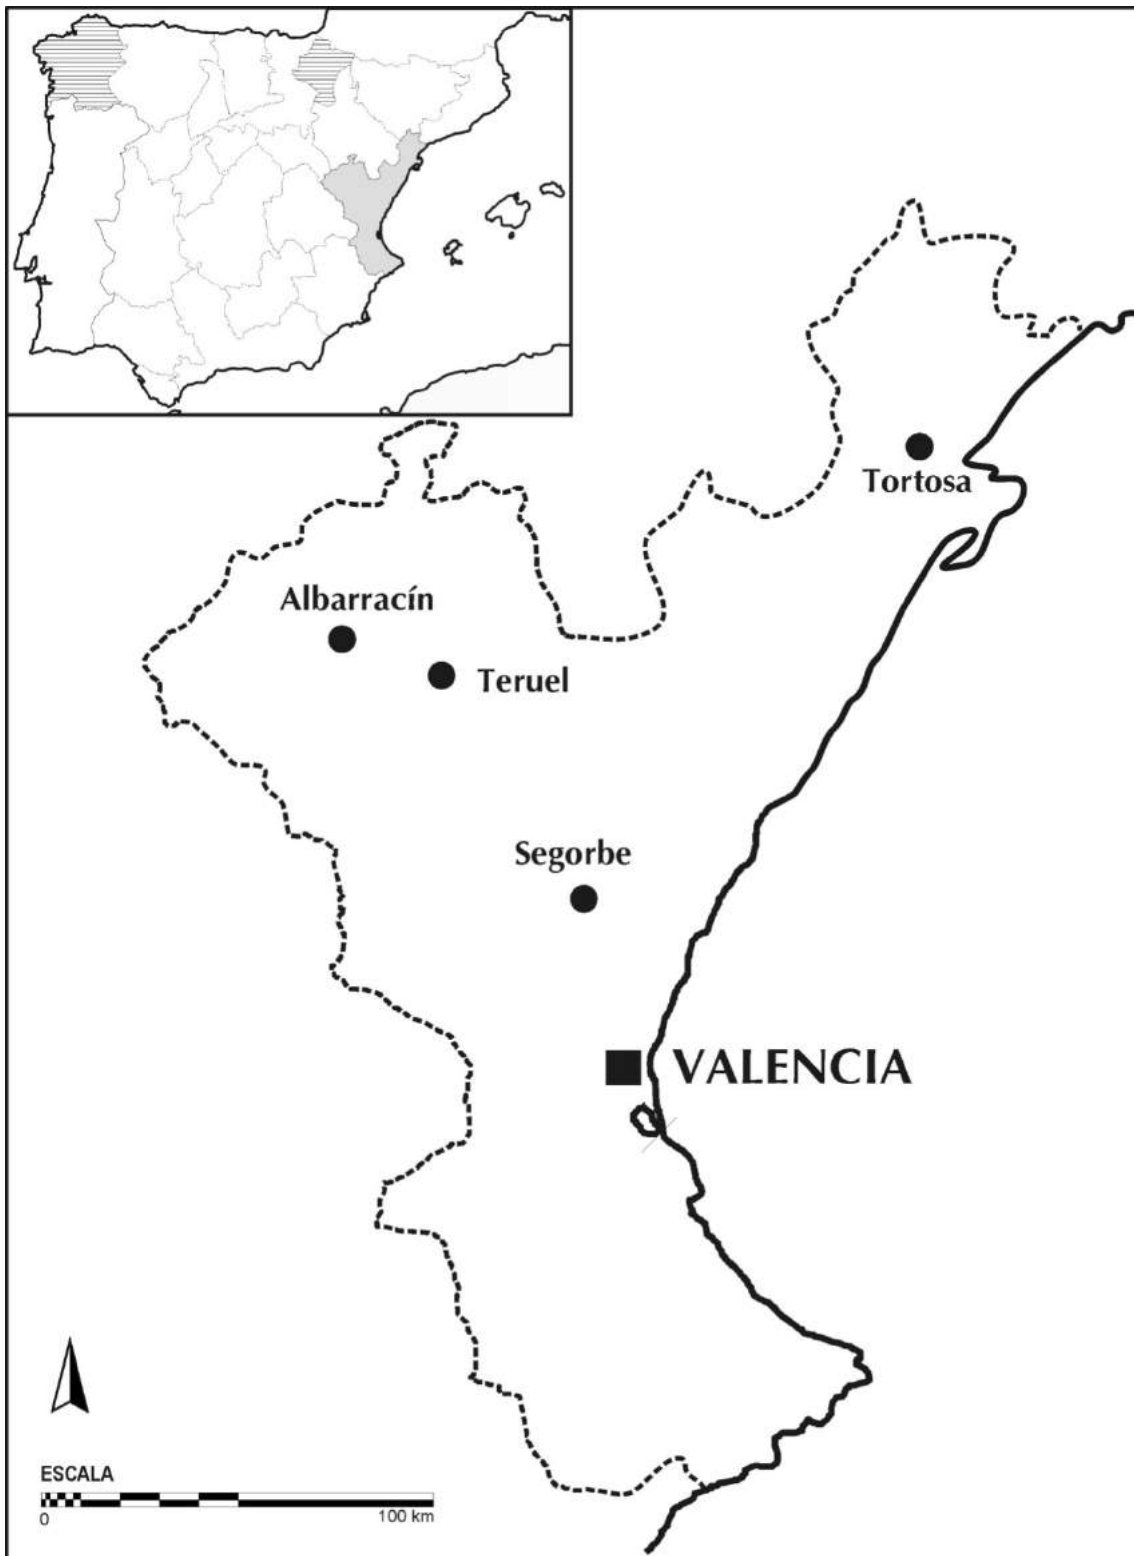 Tortosa
Albarracín
Teruel
Segorbe
VALENCIA
ESCALA
0
100 km